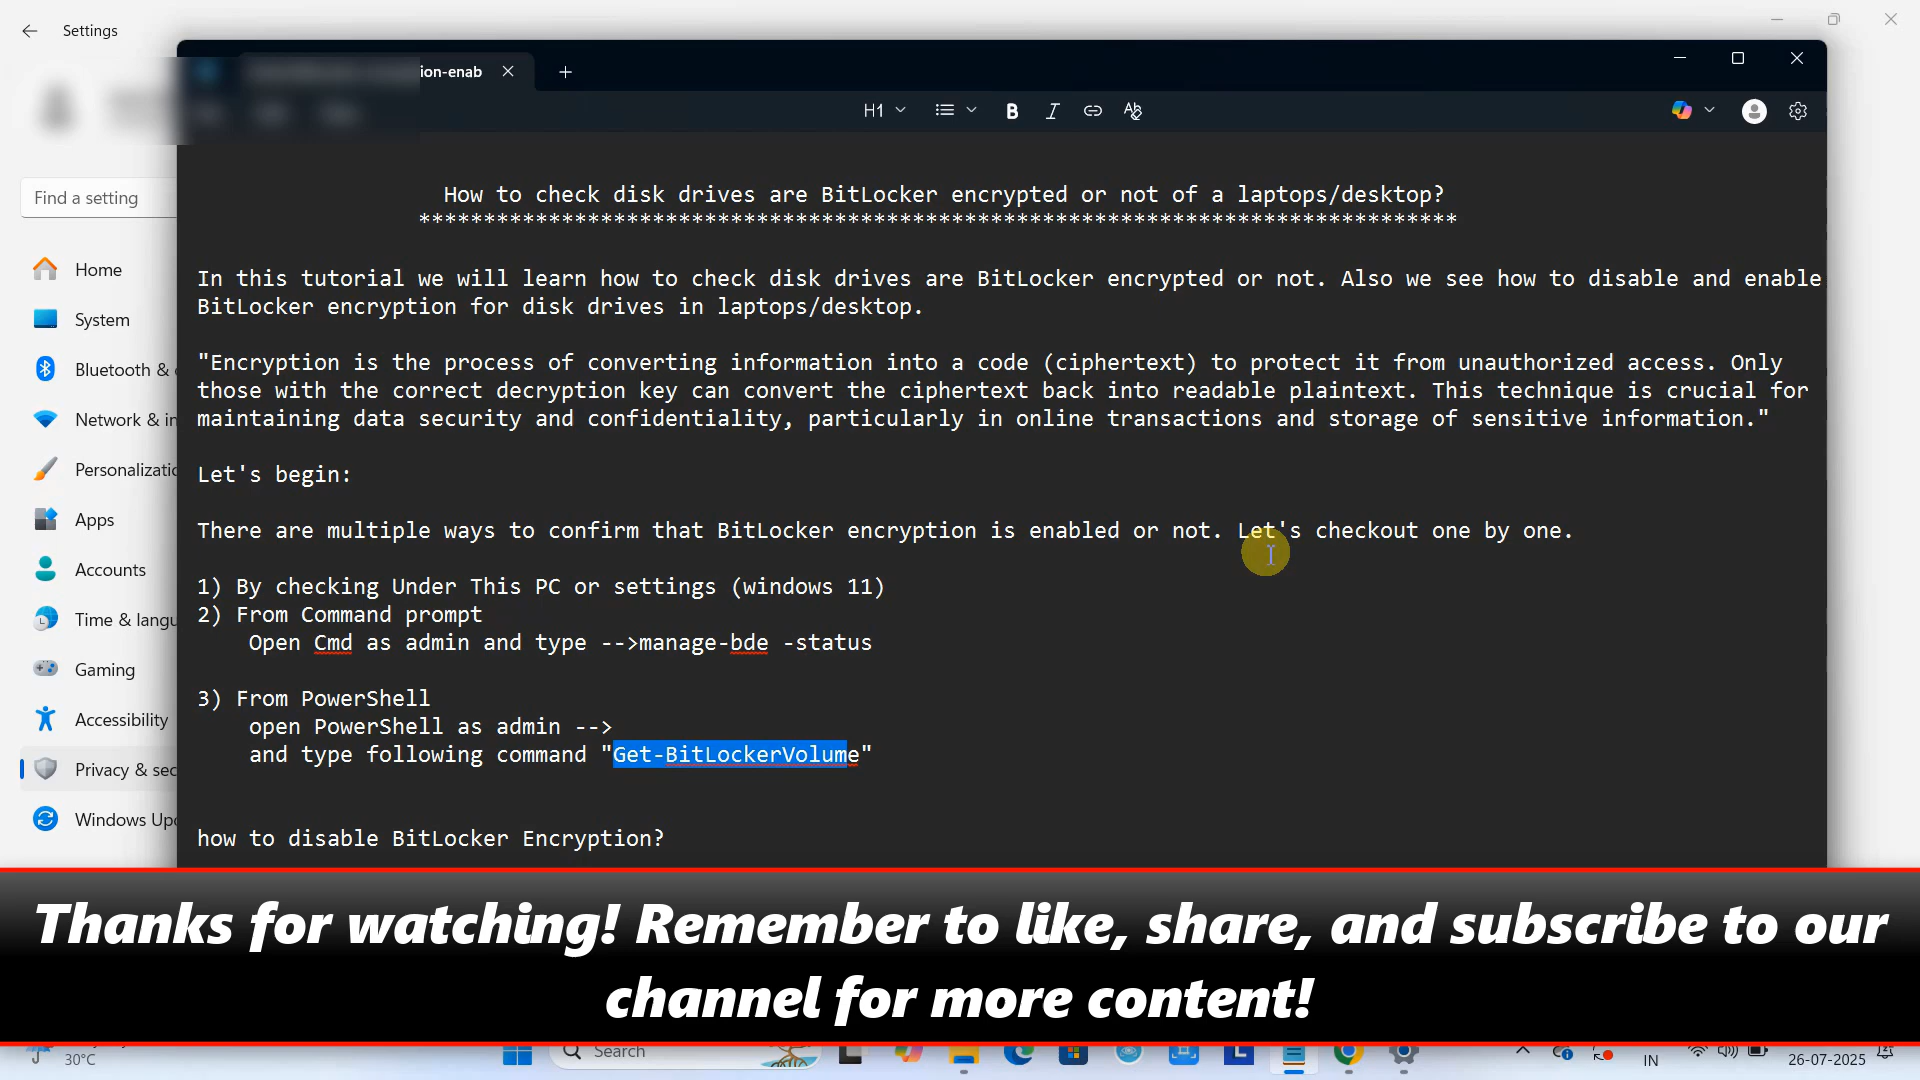 Settings
ion-enab
H1
Find a setting
Home
System
Bluetooth &
Network & in
Personalizatic
Apps
Accounts
Time & langu
Gaming
Accessibility
Privacy & sec
Windows Upc
How to check disk drives are BitLocker encrypted or not of a laptops/desktop?
********************************************************************************
In this tutorial we will learn how to check disk drives are BitLocker encrypted or not. Also we see how to disable and enable
BitLocker encryption for disk drives in laptops/desktop.
"Encryption is the process of converting information into a code (ciphertext) to protect it from unauthorized access. Only
those with the correct decryption key can convert the ciphertext back into readable plaintext. This technique is crucial for
maintaining data security and confidentiality, particularly in online transactions and storage of sensitive information."
Let's begin:
There are multiple ways to confirm that BitLocker encryption is enabled or not. Let's checkout one by one.
1) By checking Under This PC or settings (windows 11)
2) From Command prompt
Open Cmd as admin and type -->manage-bde -status
3) From PowerShell
open PowerShell as admin -->
and type following command "Get-BitLockerVolume"
how to disable BitLocker Encryption?
Thanks for watching! Remember to like, share, and subscribe to our
channel for more content!
30°C
Search
IN
26-07-2025